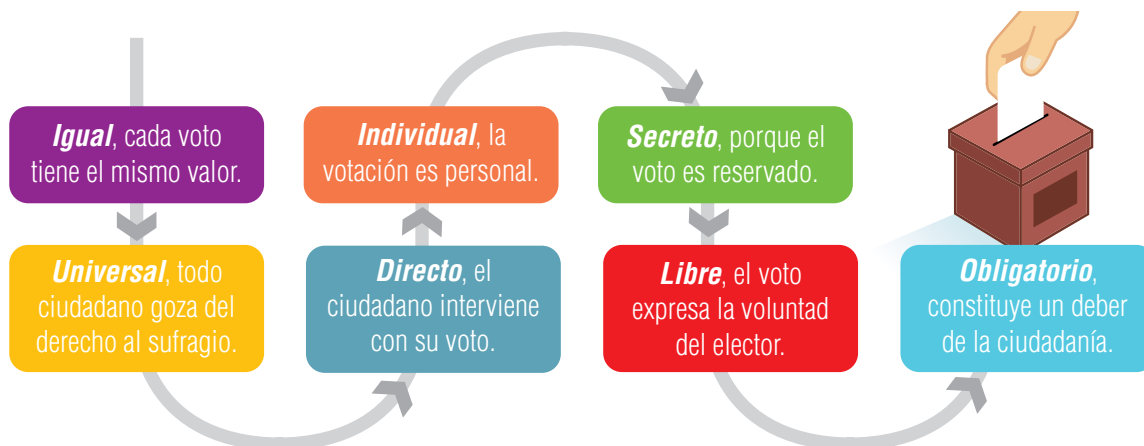 Igual, cada voto
tiene el mismo valor.
Universal, todo
ciudadano goza del
derecho al sufragio.
Directo, el
ciudadano interviene
con su voto.
Individual, la
votación es personal.
Secreto, porque el
voto es reservado.
Libre, el voto
expresa la voluntad
del elector.
Obligatorio,
constituye un deber
de la ciudadanía.